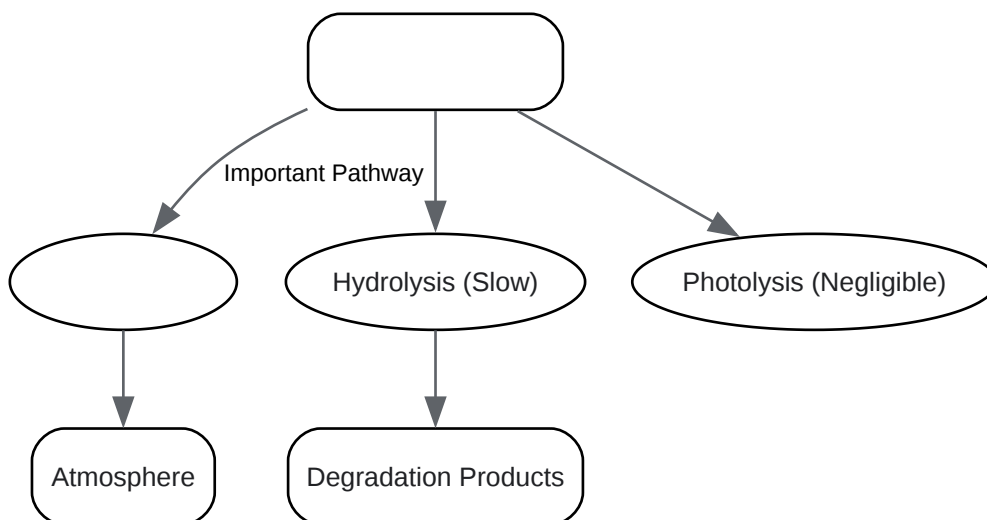 Important Pathway
Hydrolysis (Slow)
Photolysis (Negligible)
Atmosphere
Degradation Products